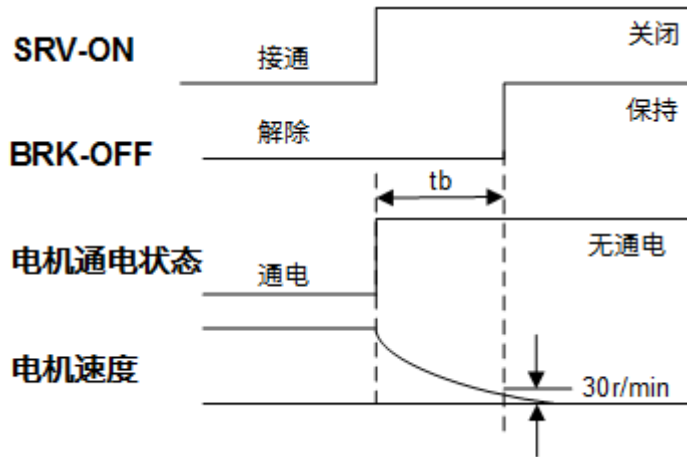 SRV-ON
接通
关闭
BRK-OFF
解除
保持
tb
电机通电状态
通电
无通电
电机速度
30r/min